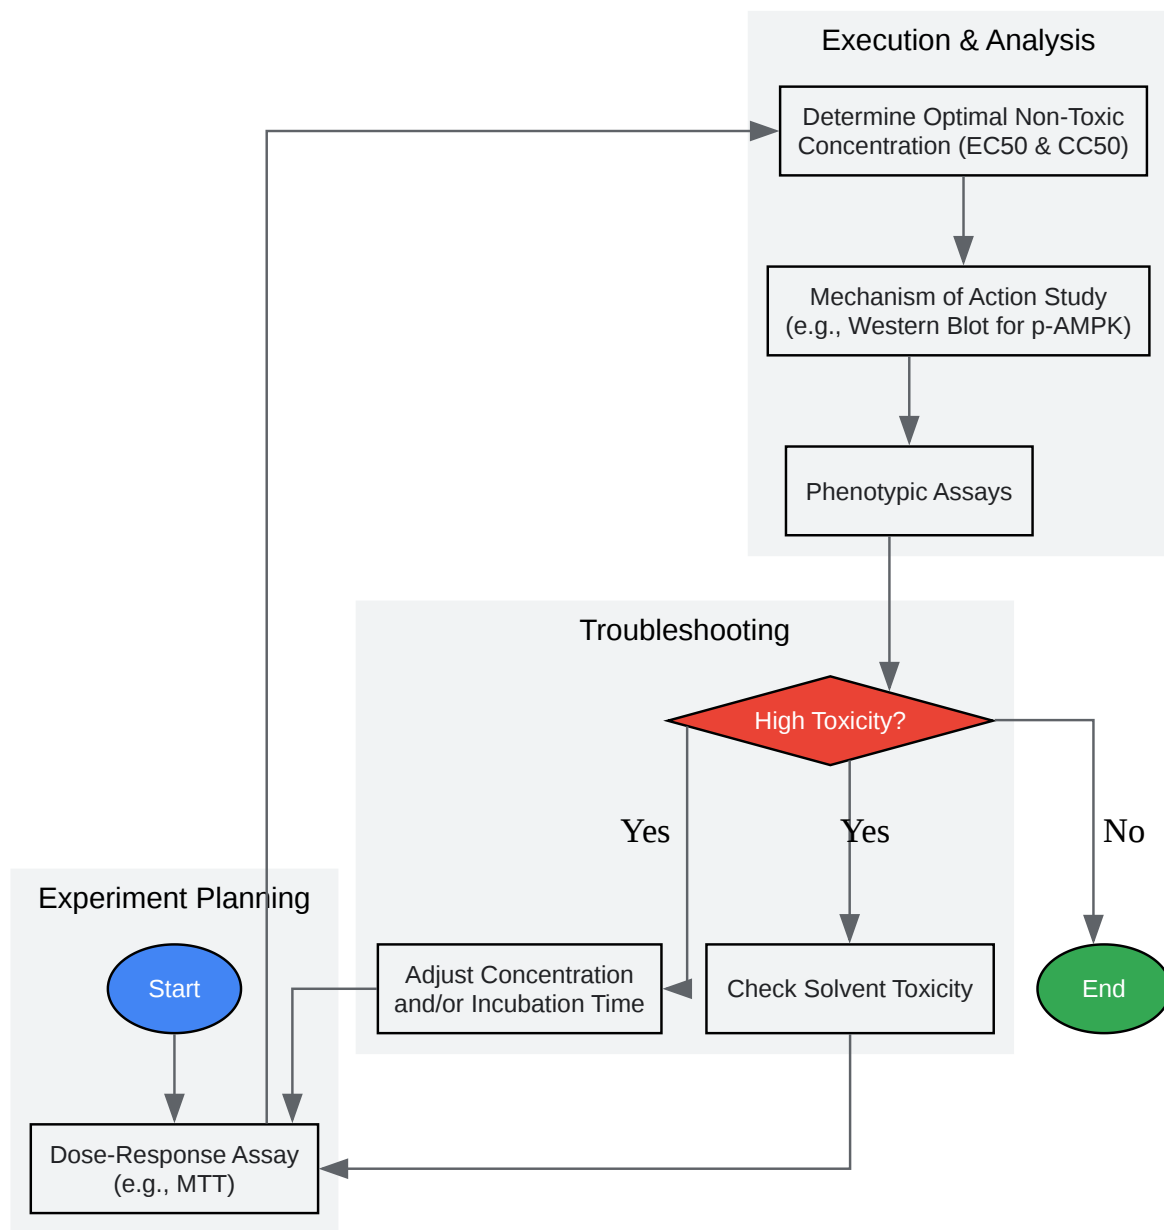 Execution & Analysis
Determine Optimal Non-Toxic
Concentration (EC50 & CC50)
Mechanism of Action Study
(e.g., Western Blot for p-AMPK)
Phenotypic Assays
Troubleshooting
High Toxicity?
Yes
Yes
No
Experiment Planning
Start
Adjust Concentration
and/or Incubation Time
Check Solvent Toxicity
End
Dose-Response Assay
(e.g., MTT)